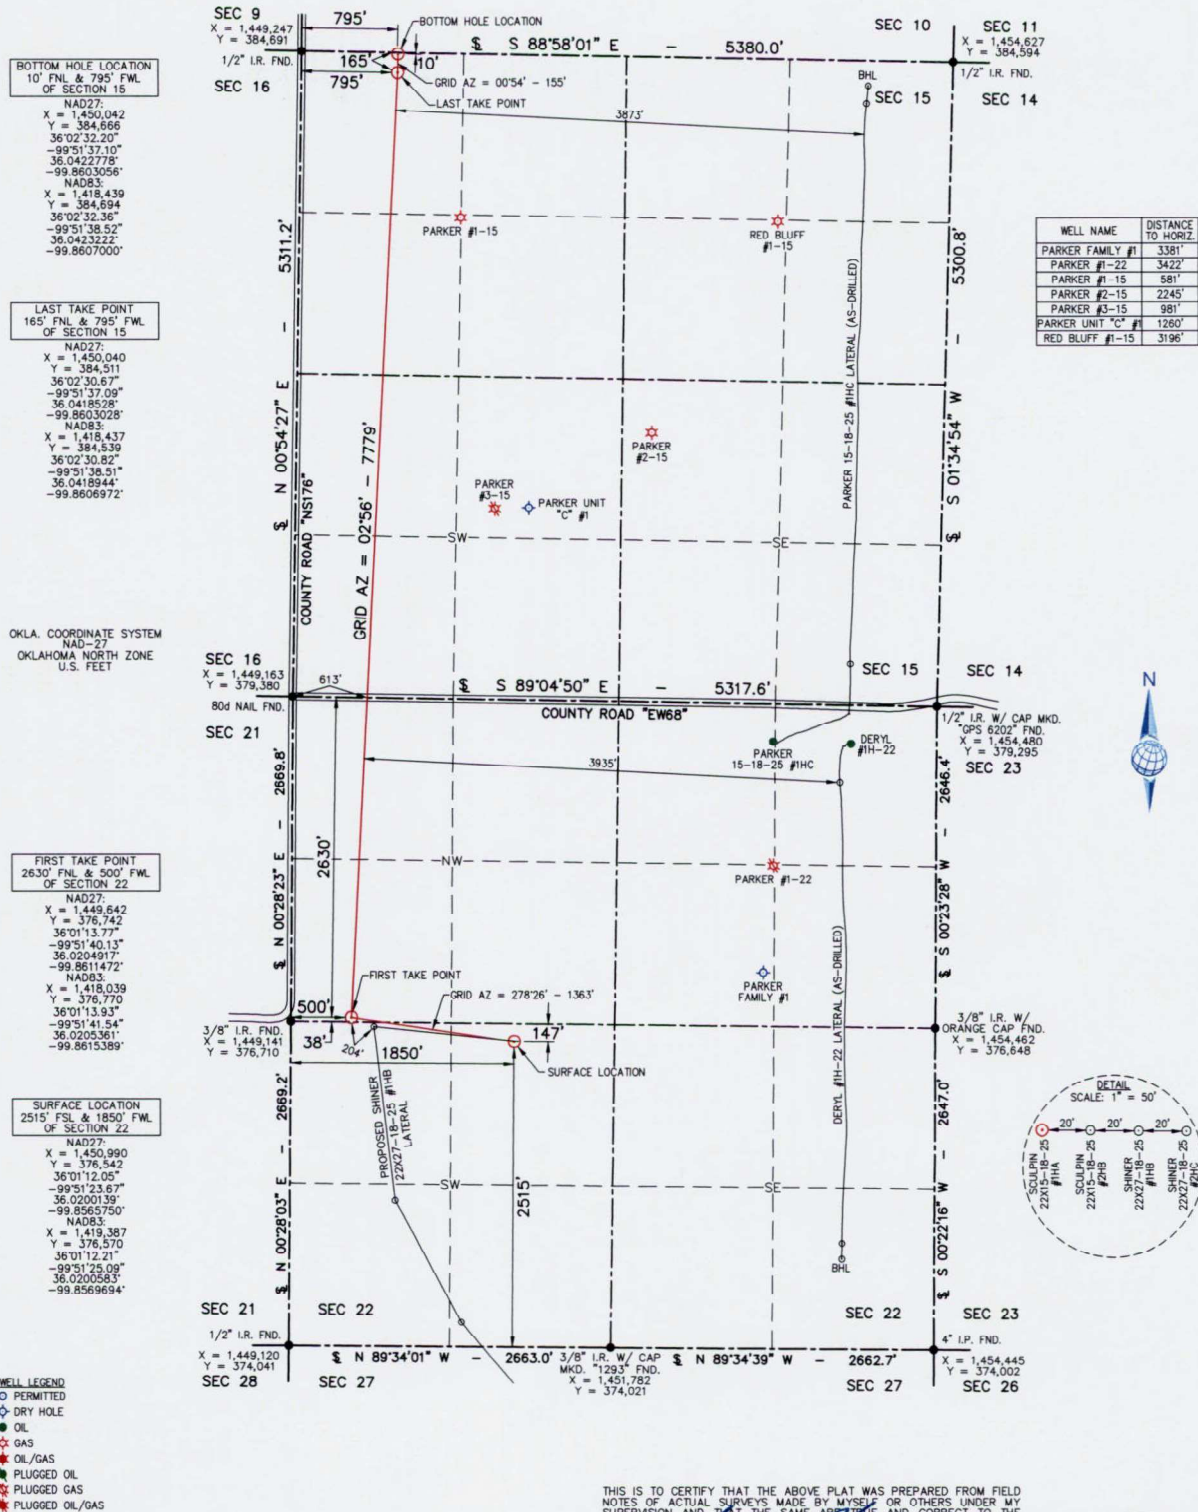 SEC 9
X = 1,449,247
Y = 384,691
1/2" I.R. FND.
SEC 16
795'
BOTTOM HOLE LOCATION
165'
10'
795'
GRID AZ = 00°54' - 155'
LAST TAKE POINT
℄ S 88°58'01" E - 5380.0'
SEC 10
SEC 11
X = 1,454,627
Y = 384,594
1/2" I.R. FND.
BHL
SEC 15
SEC 14
3873'
BOTTOM HOLE LOCATION
10' FNL & 795' FWL
OF SECTION 15
NAD27:
X = 1,450,042
Y = 384,666
36°02'32.20"
-99°51'37.10"
36.0422778°
-99.8603056°
NAD83:
X = 1,418,439
Y = 384,694
36°02'32.36"
-99°51'38.52"
36.0423222°
-99.8607000°
PARKER #1-15
RED BLUFF
#1-15
WELL NAME DISTANCE TO HORIZ.
PARKER FAMILY #1 3381'
PARKER #1-22 3422'
PARKER #1-15 581'
PARKER #2-15 2245'
PARKER #3-15 981'
PARKER UNIT "C" #1 1260'
RED BLUFF #1-15 3196'
LAST TAKE POINT
165' FNL & 795' FWL
OF SECTION 15
NAD27:
X = 1,450,040
Y = 384,511
36°02'30.67"
-99°51'37.09"
36.0418528°
-99.8603028°
NAD83:
X = 1,418,437
Y = 384,539
36°02'30.82"
-99°51'38.51"
36.0418944°
-99.8606972°
℄ N 00°54'27" E - 5311.2'
COUNTY ROAD "NS176"
GRID AZ = 02°56' - 7779'
PARKER 15-18-25 #1HC LATERAL (AS-DRILLED)
℄ S 01°34'54" W - 5300.8'
PARKER
#2-15
PARKER
#3-15
PARKER UNIT
"C" #1
SW
SE
OKLA. COORDINATE SYSTEM
NAD-27
OKLAHOMA NORTH ZONE
U.S. FEET
SEC 16
X = 1,449,163
Y = 379,380
80d NAIL FND.
SEC 21
613'
℄ S 89°04'50" E - 5317.6'
COUNTY ROAD "EW68"
SEC 15
SEC 14
1/2" I.R. W/ CAP MKD.
"GPS 6202" FND.
X = 1,454,480
Y = 379,295
SEC 23
N
PARKER
15-18-25 #1HC
DERYL
#1H-22
3935'
℄ N 00°28'23" E - 2669.8'
2630'
℄ S 00°23'28" W - 2646.4'
NW
PARKER #1-22
PARKER
FAMILY #1
DERYL #1H-22 LATERAL (AS-DRILLED)
FIRST TAKE POINT
2630' FNL & 500' FWL
OF SECTION 22
NAD27:
X = 1,449,642
Y = 376,742
36°01'13.77"
-99°51'40.13"
36.0204917°
-99.8611472°
NAD83:
X = 1,418,039
Y = 376,770
36°01'13.93"
-99°51'41.54"
36.0205361°
-99.8615389°
FIRST TAKE POINT
GRID AZ = 278°26' - 1363'
500'
38'
204'
147'
1850'
SURFACE LOCATION
3/8" I.R. FND.
X = 1,449,141
Y = 376,710
3/8" I.R. W/
ORANGE CAP FND.
X = 1,454,462
Y = 376,648
DETAIL
SCALE: 1" = 50'
20' 20' 20'
SCULPIN
22X15-18-25
#1HA
SCULPIN
22X15-18-25
#2HB
SHINER
22X27-18-25
#1HB
SHINER
22X27-18-25
#2HC
SURFACE LOCATION
2515' FSL & 1850' FWL
OF SECTION 22
NAD27:
X = 1,450,990
Y = 376,542
36°01'12.05"
-99°51'23.67"
36.0200139°
-99.8565750°
NAD83:
X = 1,419,387
Y = 376,570
36°01'12.21"
-99°51'25.09"
36.0200583°
-99.8569694°
℄ N 00°28'03" E - 2669.2'
PROPOSED SHINER
22X27-18-25 #1HB
LATERAL
SW
SE
2515'
℄ S 00°22'16" W - 2647.0'
BHL
SEC 21
SEC 22
1/2" I.R. FND.
X = 1,449,120
Y = 374,041
SEC 28
SEC 27
℄ N 89°34'01" W - 2663.0'
3/8" I.R. W/ CAP
MKD. "1293" FND.
X = 1,451,782
Y = 374,021
℄ N 89°34'39" W - 2662.7'
SEC 22
SEC 23
4" I.P. FND.
X = 1,454,445
Y = 374,002
SEC 27
SEC 26
WELL LEGEND
PERMITTED
DRY HOLE
OIL
GAS
OIL/GAS
PLUGGED OIL
PLUGGED GAS
PLUGGED OIL/GAS
THIS IS TO CERTIFY THAT THE ABOVE PLAT WAS PREPARED FROM FIELD
NOTES OF ACTUAL SURVEYS MADE BY MYSELF OR OTHERS UNDER MY
SUPERVISION AND THAT THE SAME ARE TRUE AND CORRECT TO THE